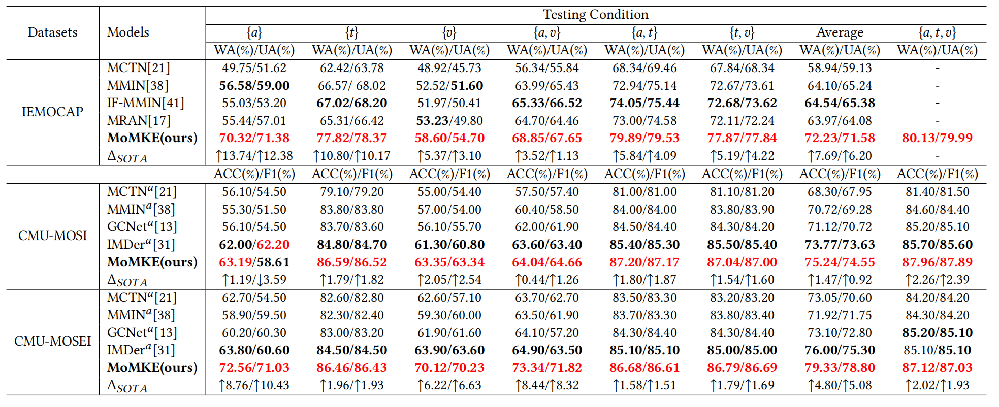 Testing Condition
Datasets Models {a} {t} {v} {a, v} {a, t} {t, v} Average {a, t, v}
WA(%)/UA(%) WA(%)/UA(%) WA(%)/UA(%) WA(%)/UA(%) WA(%)/UA(%) WA(%)/UA(%) WA(%)/UA(%) WA(%)/UA(%)
MCTN[21] 49.75/51.62 62.42/63.78 48.92/45.73 56.34/55.84 68.34/69.46 67.84/68.34 58.94/59.13 -
MMIN[38] 56.58/59.00 66.57/ 68.02 52.52/51.60 63.99/65.43 72.94/75.14 72.67/73.61 64.10/65.24 -
IEMOCAP IF-MMIN[41] 55.03/53.20 67.02/68.20 51.97/50.41 65.33/66.52 74.05/75.44 72.68/73.62 64.54/65.38 -
MRAN[17] 55.44/57.01 65.31/66.42 53.23/49.80 64.70/64.46 73.00/74.58 72.11/72.24 63.97/64.08 -
MoMKE(ours) 70.32/71.38 77.82/78.37 58.60/54.70 68.85/67.65 79.89/79.53 77.87/77.84 72.23/71.58 80.13/79.99
Δ_SOTA ↑13.74/↑12.38 ↑10.80/↑10.17 ↑5.37/↑3.10 ↑3.52/↑1.13 ↑5.84/↑4.09 ↑5.19/↑4.22 ↑7.69/↑6.20 -
ACC(%)/F1(%) ACC(%)/F1(%) ACC(%)/F1(%) ACC(%)/F1(%) ACC(%)/F1(%) ACC(%)/F1(%) ACC(%)/F1(%) ACC(%)/F1(%)
MCTN^a[21] 56.10/54.50 79.10/79.20 55.00/54.40 57.50/57.40 81.00/81.00 81.10/81.20 68.30/67.95 81.40/81.50
MMIN^a[38] 55.30/51.50 83.80/83.80 57.00/54.00 60.40/58.50 84.00/84.00 83.80/83.90 70.72/69.28 84.60/84.40
CMU-MOSI GCNet^a[13] 56.10/54.50 83.70/83.60 56.10/55.70 62.00/61.90 84.50/84.40 84.30/84.20 71.12/70.72 85.20/85.10
IMDer^a[31] 62.00/62.20 84.80/84.70 61.30/60.80 63.60/63.40 85.40/85.30 85.50/85.40 73.77/73.63 85.70/85.60
MoMKE(ours) 63.19/58.61 86.59/86.52 63.35/63.34 64.04/64.66 87.20/87.17 87.04/87.00 75.24/74.55 87.96/87.89
Δ_SOTA ↑1.19/↓3.59 ↑1.79/↑1.82 ↑2.05/↑2.54 ↑0.44/↑1.26 ↑1.80/↑1.87 ↑1.54/↑1.60 ↑1.47/↑0.92 ↑2.26/↑2.39
MCTN^a[21] 62.70/54.50 82.60/82.80 62.60/57.10 63.70/62.70 83.50/83.30 83.20/83.20 73.05/70.60 84.20/84.20
MMIN^a[38] 58.90/59.50 82.30/82.40 59.30/60.00 63.50/61.90 83.70/83.30 83.80/83.40 71.92/71.75 84.30/84.20
CMU-MOSEI GCNet^a[13] 60.20/60.30 83.00/83.20 61.90/61.60 64.10/57.20 84.30/84.40 84.30/84.40 73.10/72.80 85.20/85.10
IMDer^a[31] 63.80/60.60 84.50/84.50 63.90/63.60 64.90/63.50 85.10/85.10 85.00/85.00 76.00/75.30 85.10/85.10
MoMKE(ours) 72.56/71.03 86.46/86.43 70.12/70.23 73.34/71.82 86.68/86.61 86.79/86.69 79.33/78.80 87.12/87.03
Δ_SOTA ↑8.76/↑10.43 ↑1.96/↑1.93 ↑6.22/↑6.63 ↑8.44/↑8.32 ↑1.58/↑1.51 ↑1.79/↑1.69 ↑4.80/↑5.08 ↑2.02/↑1.93